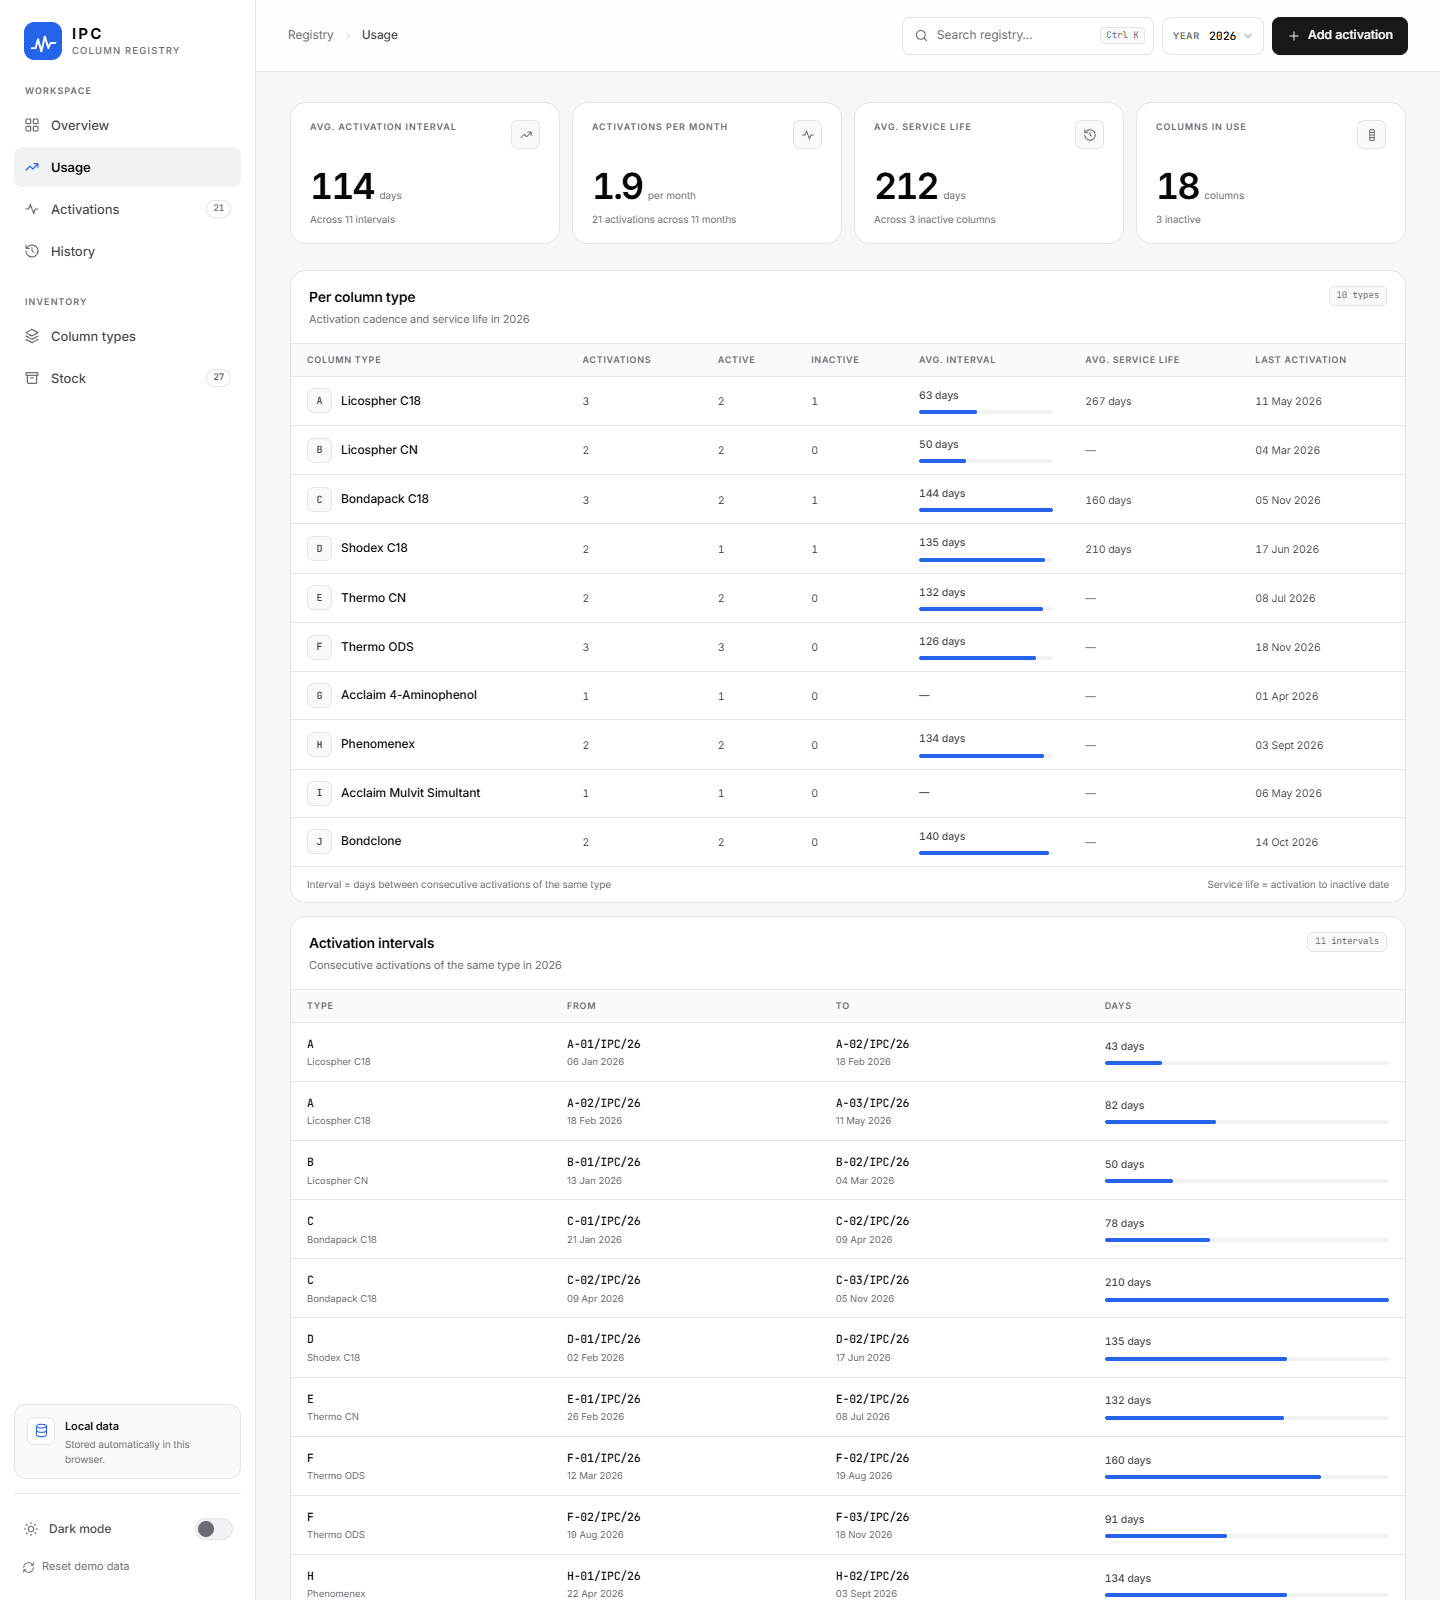 IPC
COLUMN REGISTRY
WORKSPACE
Overview
Usage
Activations 21
History
INVENTORY
Column types
Stock 27
Local data
Stored automatically in this
browser.
Dark mode
Reset demo data
Registry Usage
Search registry... Ctrl K
YEAR 2026
Add activation
AVG. ACTIVATION INTERVAL
114 days
Across 11 intervals
ACTIVATIONS PER MONTH
1.9 per month
21 activations across 11 months
AVG. SERVICE LIFE
212 days
Across 3 inactive columns
COLUMNS IN USE
18 columns
3 inactive
Per column type
10 types
Activation cadence and service life in 2026
COLUMN TYPE ACTIVATIONS ACTIVE INACTIVE AVG. INTERVAL AVG. SERVICE LIFE LAST ACTIVATION
A Licospher C18 3 2 1 63 days 267 days 11 May 2026
B Licospher CN 2 2 0 50 days — 04 Mar 2026
C Bondapack C18 3 2 1 144 days 160 days 05 Nov 2026
D Shodex C18 2 1 1 135 days 210 days 17 Jun 2026
E Thermo CN 2 2 0 132 days — 08 Jul 2026
F Thermo ODS 3 3 0 126 days — 18 Nov 2026
G Acclaim 4-Aminophenol 1 1 0 — — 01 Apr 2026
H Phenomenex 2 2 0 134 days — 03 Sept 2026
I Acclaim Mulvit Simultant 1 1 0 — — 06 May 2026
J Bondclone 2 2 0 140 days — 14 Oct 2026
Interval = days between consecutive activations of the same type Service life = activation to inactive date
Activation intervals
11 intervals
Consecutive activations of the same type in 2026
TYPE FROM TO DAYS
A A-01/IPC/26 A-02/IPC/26 43 days
Licospher C18 06 Jan 2026 18 Feb 2026
A A-02/IPC/26 A-03/IPC/26 82 days
Licospher C18 18 Feb 2026 11 May 2026
B B-01/IPC/26 B-02/IPC/26 50 days
Licospher CN 13 Jan 2026 04 Mar 2026
C C-01/IPC/26 C-02/IPC/26 78 days
Bondapack C18 21 Jan 2026 09 Apr 2026
C C-02/IPC/26 C-03/IPC/26 210 days
Bondapack C18 09 Apr 2026 05 Nov 2026
D D-01/IPC/26 D-02/IPC/26 135 days
Shodex C18 02 Feb 2026 17 Jun 2026
E E-01/IPC/26 E-02/IPC/26 132 days
Thermo CN 26 Feb 2026 08 Jul 2026
F F-01/IPC/26 F-02/IPC/26 160 days
Thermo ODS 12 Mar 2026 19 Aug 2026
F F-02/IPC/26 F-03/IPC/26 91 days
Thermo ODS 19 Aug 2026 18 Nov 2026
H H-01/IPC/26 H-02/IPC/26 134 days
Phenomenex 22 Apr 2026 03 Sept 2026